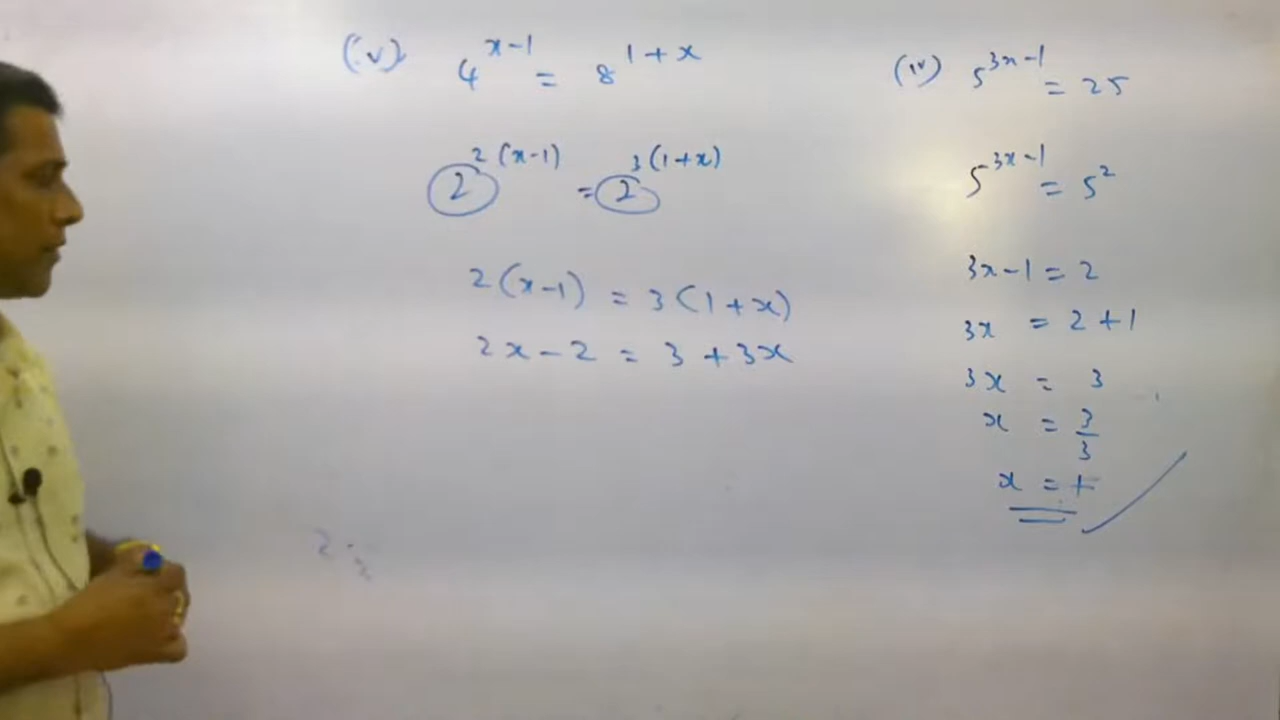 (v) 4^{x-1} = 8^{1+x}
2^{2(x-1)} = 2^{3(1+x)}
2(x-1) = 3(1+x)
2x-2 = 3+3x
(iv) 5^{3x-1} = 25
5^{3x-1} = 5^2
3x-1 = 2
3x = 2+1
3x = 3
x = 3/3
x =